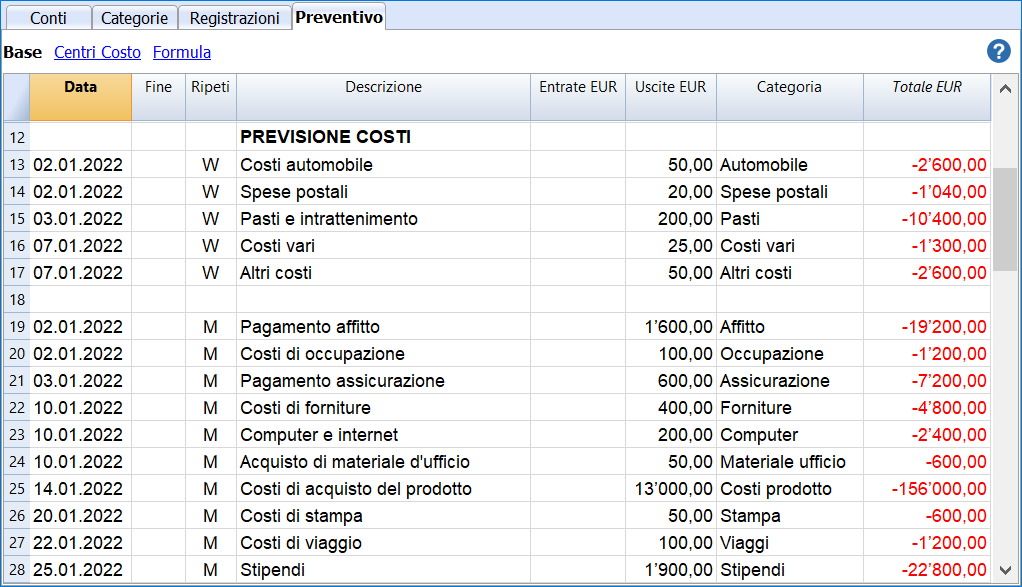 Conti Categorie Registrazioni Preventivo
Base Centri Costo Formula ?
Data Fine Ripeti Descrizione Entrate EUR Uscite EUR Categoria Totale EUR
12 PREVISIONE COSTI
13 02.01.2022 W Costi automobile 50,00 Automobile -2’600,00
14 02.01.2022 W Spese postali 20,00 Spese postali -1’040,00
15 03.01.2022 W Pasti e intrattenimento 200,00 Pasti -10’400,00
16 07.01.2022 W Costi vari 25,00 Costi vari -1’300,00
17 07.01.2022 W Altri costi 50,00 Altri costi -2’600,00
18
19 02.01.2022 M Pagamento affitto 1’600,00 Affitto -19’200,00
20 02.01.2022 M Costi di occupazione 100,00 Occupazione -1’200,00
21 03.01.2022 M Pagamento assicurazione 600,00 Assicurazione -7’200,00
22 10.01.2022 M Costi di forniture 400,00 Forniture -4’800,00
23 10.01.2022 M Computer e internet 200,00 Computer -2’400,00
24 10.01.2022 M Acquisto di materiale d'ufficio 50,00 Materiale ufficio -600,00
25 14.01.2022 M Costi di acquisto del prodotto 13’000,00 Costi prodotto -156’000,00
26 20.01.2022 M Costi di stampa 50,00 Stampa -600,00
27 22.01.2022 M Costi di viaggio 100,00 Viaggi -1’200,00
28 25.01.2022 M Stipendi 1’900,00 Stipendi -22’800,00